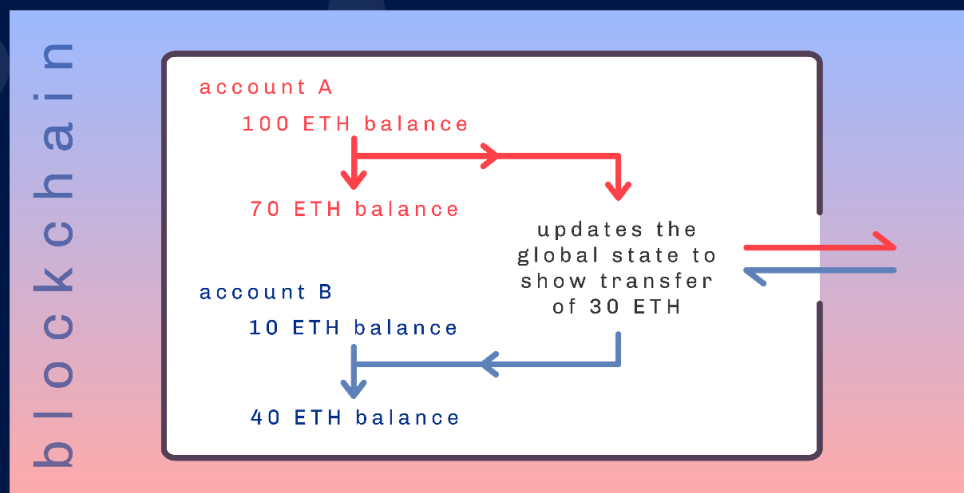 blockchain
account A
100 ETH balance
70 ETH balance
updates the
global state to
show transfer
of 30 ETH
account B
10 ETH balance
40 ETH balance